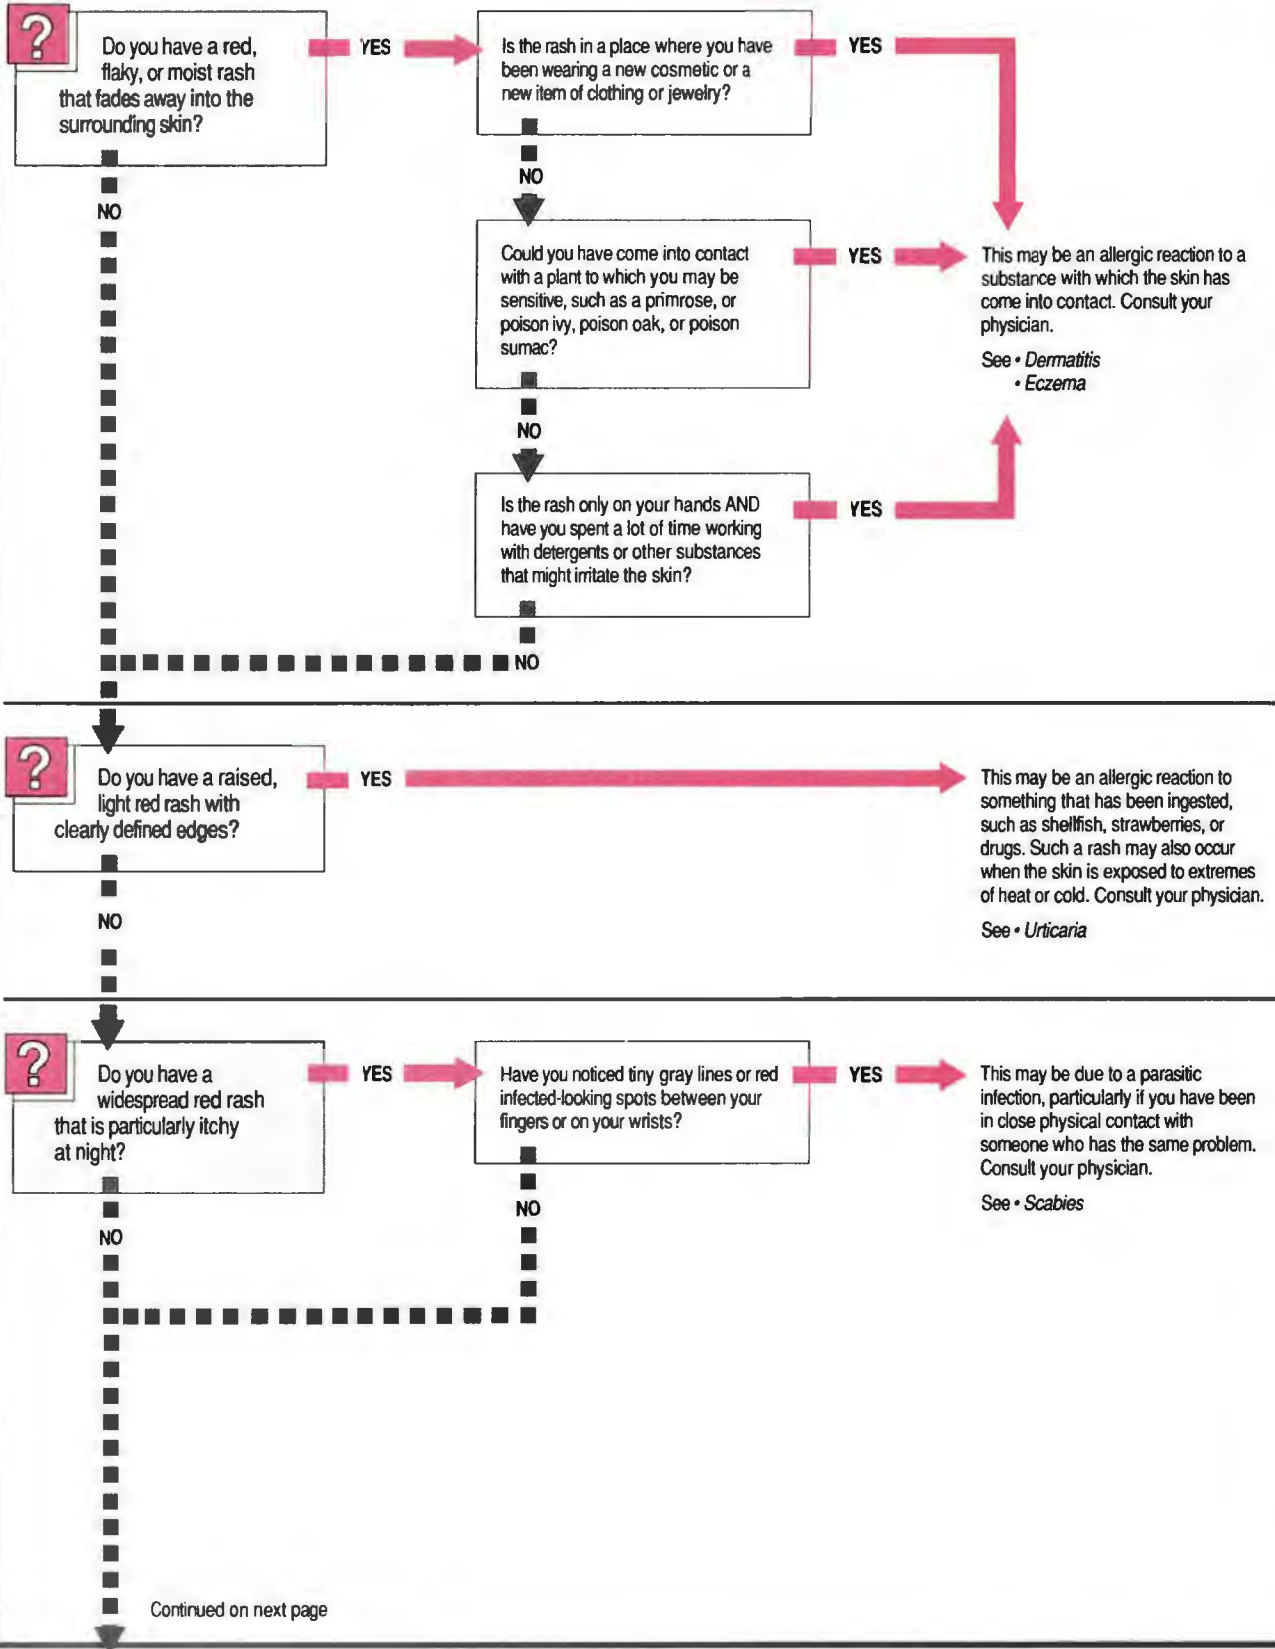 ?
Do you have a red,
flaky, or moist rash
that fades away into the
surrounding skin?
YES
Is the rash in a place where you have
been wearing a new cosmetic or a
new item of clothing or jewelry?
YES
NO
NO
Could you have come into contact
with a plant to which you may be
sensitive, such as a primrose, or
poison ivy, poison oak, or poison
sumac?
YES
This may be an allergic reaction to a
substance with which the skin has
come into contact. Consult your
physician.
See • Dermatitis
• Eczema
NO
Is the rash only on your hands AND
have you spent a lot of time working
with detergents or other substances
that might irritate the skin?
YES
NO
?
Do you have a raised,
light red rash with
clearly defined edges?
YES
This may be an allergic reaction to
something that has been ingested,
such as shellfish, strawberries, or
drugs. Such a rash may also occur
when the skin is exposed to extremes
of heat or cold. Consult your physician.
See • Urticaria
NO
?
Do you have a
widespread red rash
that is particularly itchy
at night?
YES
Have you noticed tiny gray lines or red
infected-looking spots between your
fingers or on your wrists?
YES
This may be due to a parasitic
infection, particularly if you have been
in close physical contact with
someone who has the same problem.
Consult your physician.
See • Scabies
NO
NO
Continued on next page